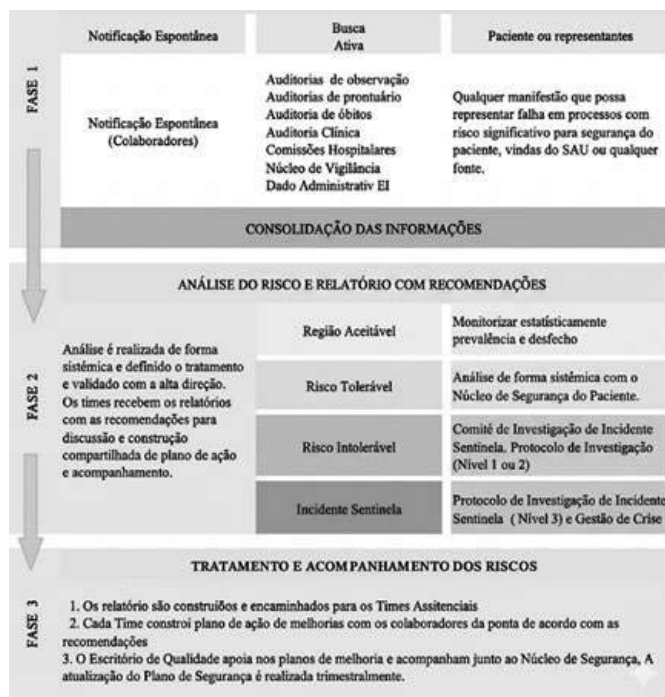 FASE 1
Notificação Espontânea
Busca
Ativa
Paciente ou representantes
Notificação Espontânea
(Colaboradores)
Auditorias de observação
Auditorias de prontuário
Auditoria de óbitos
Auditoria Clínica
Comissões Hospitalares
Núcleo de Vigilância
Dado Administrativ EI
Qualquer manifestão que possa
representar falha em processos com
risco significativo para segurança do
paciente, vindas do SAU ou qualquer
fonte.
CONSOLIDAÇÃO DAS INFORMAÇÕES
FASE 2
ANÁLISE DO RISCO E RELATÓRIO COM RECOMENDAÇÕES
Análise é realizada de forma
sistêmica e definido o tratamento
e validado com a alta direção.
Os times recebem os relatórios
com as recomendações para
discussão e construção
compartilhada de plano de ação
e acompanhamento.
Região Aceitável
Monitorizar estatísticamente
prevalência e desfecho
Risco Tolerável
Análise de forma sistêmica com o
Núcleo de Segurança do Paciente.
Risco Intolerável
Comité de Investigação de Incidente
Sentinela. Protocolo de Investigação
(Nível 1 ou 2)
Incidente Sentinela
Protocolo de Investigação de Incidente
Sentinela ( Nível 3) e Gestão de Crise
FASE 3
TRATAMENTO E ACOMPANHAMENTO DOS RISCOS
1. Os relatório são construiõos e encaminhados para os Times Assitenciais
2. Cada Time constroi plano de ação de melhorias com os colaboradores da ponta de acordo com as
recomendações
3. O Escritório de Qualidade apoia nos planos de melhoria e acompanham junto ao Núcleo de Segurança, A
atualização do Plano de Segurança é realizada trimestralmente.